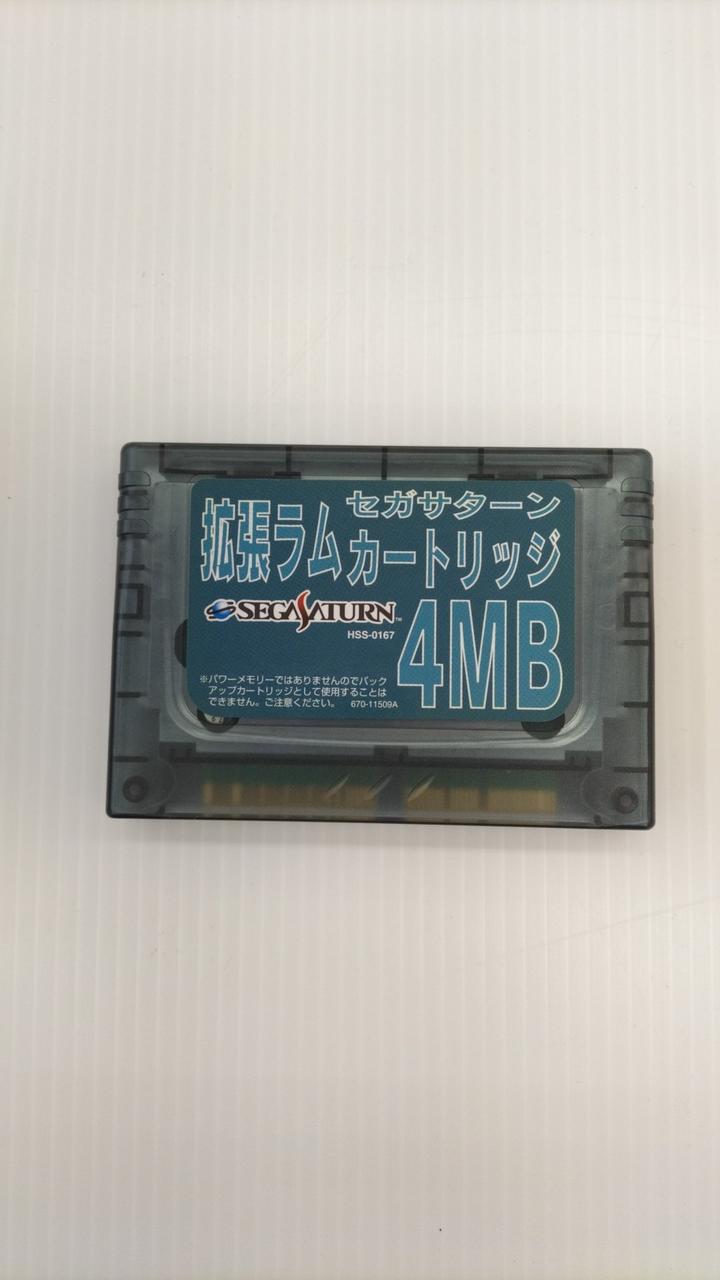 セガサターン
拡張ラムカートリッジ
SEGA SATURN™
HSS-0167
4MB
※パワーメモリーではありませんのでバック
アップカートリッジとして使用することは
できません。ご注意ください。 670-11509A